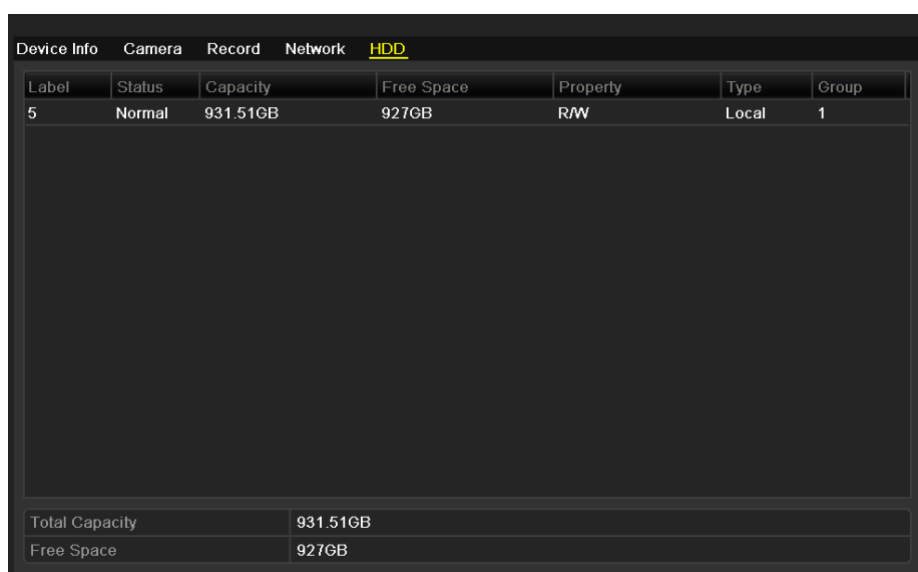 Device Info Camera Record Network HDD
Label Status Capacity Free Space Property Type Group
5 Normal 931.51GB 927GB R/W Local 1
Total Capacity 931.51GB
Free Space 927GB